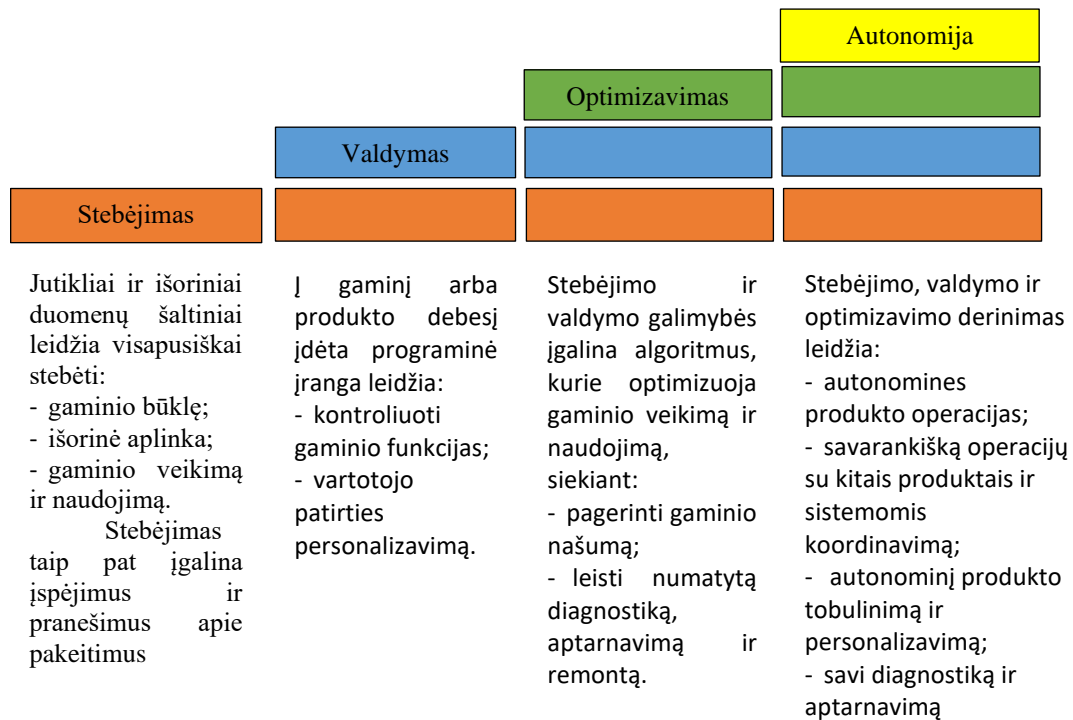 Autonomija
Optimizavimas
Valdymas
Stebėjimas
Jutikliai ir išoriniai
duomenų šaltiniai
leidžia visapusiškai
stebėti:
- gaminio būklę;
- išorinė aplinka;
- gaminio veikimą
ir naudojimą.
Stebėjimas
taip pat įgalina
įspėjimus ir
pranešimus apie
pakeitimus
Į gaminį arba
produkto debesį
įdėta programinė
įranga leidžia:
- kontroliuoti
gaminio funkcijas;
- vartotojo
patirties
personalizavimą.
Stebėjimo ir
valdymo galimybės
įgalina algoritmus,
kurie optimizuoja
gaminio veikimą ir
naudojimą,
siekiant:
- pagerinti gaminio
našumą;
- leisti numatytą
diagnostiką,
aptarnavimą ir
remontą.
Stebėjimo, valdymo ir
optimizavimo derinimas
leidžia:
- autonomines
produkto operacijas;
- savarankišką operacijų
su kitais produktais ir
sistemomis
koordinavimą;
- autonominį produkto
tobulinimą ir
personalizavimą;
- savi diagnostiką ir
aptarnavimą